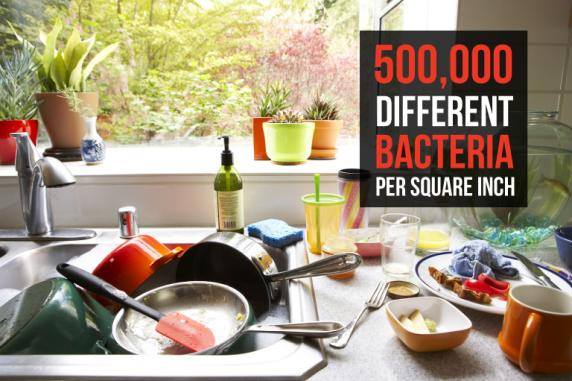 500,000
DIFFERENT
BACTERIA
PER SQUARE INCH